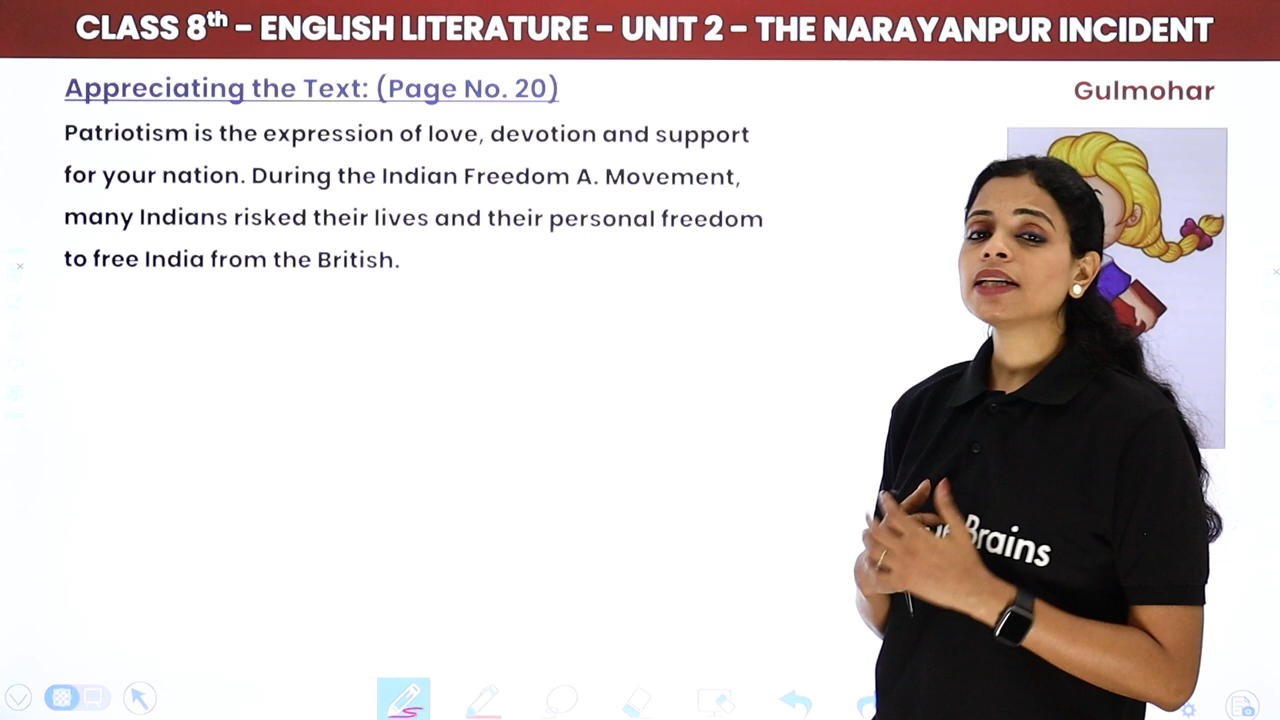 CLASS 8th – ENGLISH LITERATURE – UNIT 2 – THE NARAYANPUR INCIDENT
Appreciating the Text: (Page No. 20)
Gulmohar
Patriotism is the expression of love, devotion and support
for your nation. During the Indian Freedom A. Movement,
many Indians risked their lives and their personal freedom
to free India from the British.
Brains